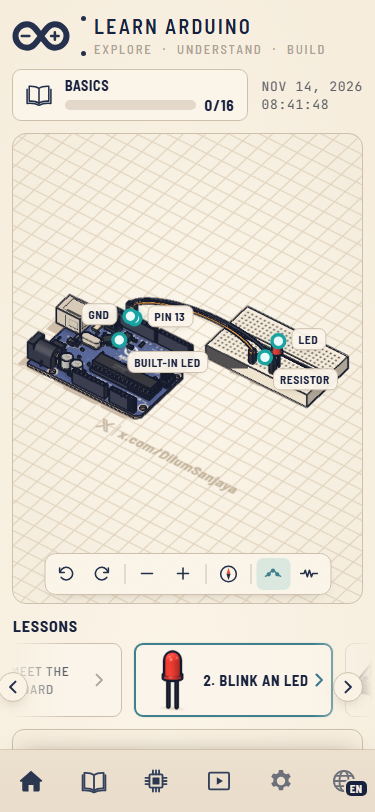 LEARN ARDUINO
EXPLORE · UNDERSTAND · BUILD
BASICS
0/16
NOV 14, 2026
08:41:48
GND
PIN 13
BUILT-IN LED
LED
RESISTOR
X x.com/DilumSanjaya
LESSONS
THE
2. BLINK AN LED
EN